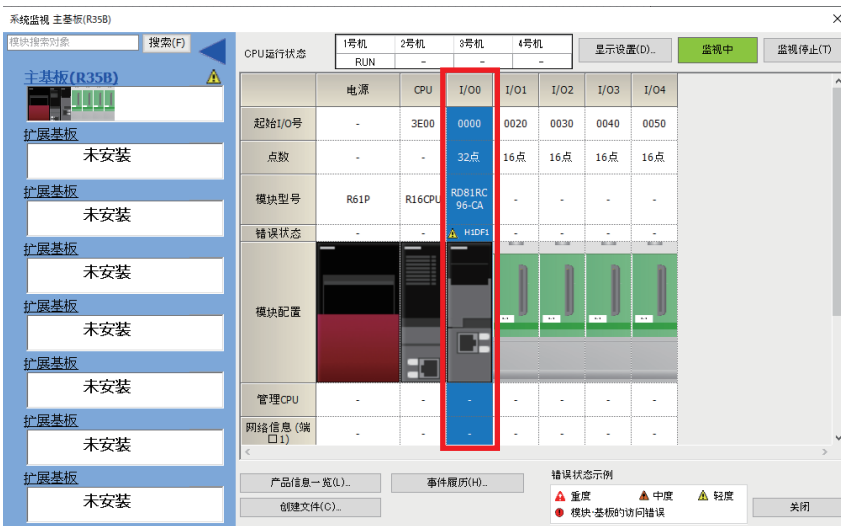 系统监视 主基板(R35B)
模块搜索对象 搜索(F)
CPU运行状态 1号机 2号机 3号机 4号机
RUN - - -
显示设置(D)... 监视中 监视停止(T)
主基板(R35B)
扩展基板
未安装
扩展基板
未安装
扩展基板
未安装
扩展基板
未安装
扩展基板
未安装
扩展基板
未安装
扩展基板
未安装
电源 CPU I/O0 I/O1 I/O2 I/O3 I/O4
起始I/O号 - 3E00 0000 0020 0030 0040 0050
点数 - - 32点 16点 16点 16点 16点
模块型号 R61P R16CPU RD81RC - - - -
96-CA
错误状态 - - H1DF1 - - - -
模块配置
管理CPU - - - - - - -
网络信息 (端 - - - - - - -
口1)
产品信息一览(L)... 事件履历(H)... 错误状态示例
重度 中度 轻度
创建文件(C)... 模块·基板的访问错误 关闭